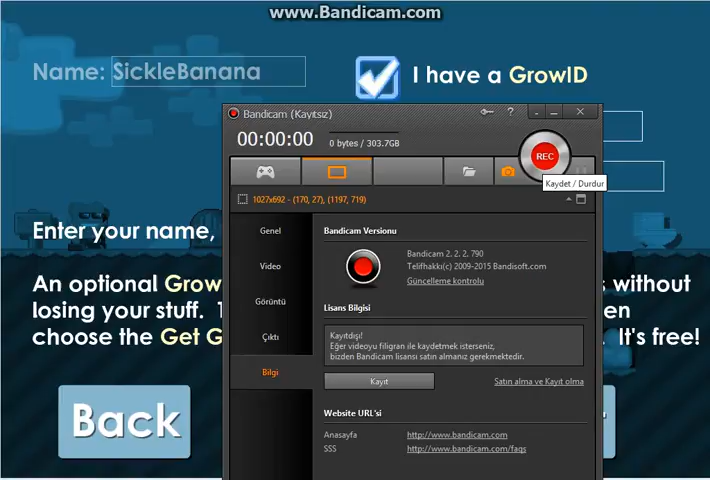 www.Bandicam.com
Name: SickleBanana
I have a GrowID
Bandicam (Kayıtsız)
00:00:00
0 bytes / 303.7GB
REC
Kaydet / Durdur
1027x692 - (170, 27), (1197, 719)
Genel
Video
Görüntü
Çıktı
Bilgi
Bandicam Versionu
Bandicam 2. 2. 2. 790
Telifhakkı(c) 2009-2015 Bandisoft.com
Güncelleme kontrolu
Lisans Bilgisi
Kayıtdışı!
Eğer videoyu filigran ile kaydetmek isterseniz,
bizden Bandicam lisansı satın almanız gerekmektedir.
Kayıt
Satın alma ve Kayıt olma
Website URL'si
Anasayfa http://www.bandicam.com
SSS http://www.bandicam.com/faqs
Enter your name,
An optional Grow
without
losing your stuff.
choose the Get G
It's free!
Back